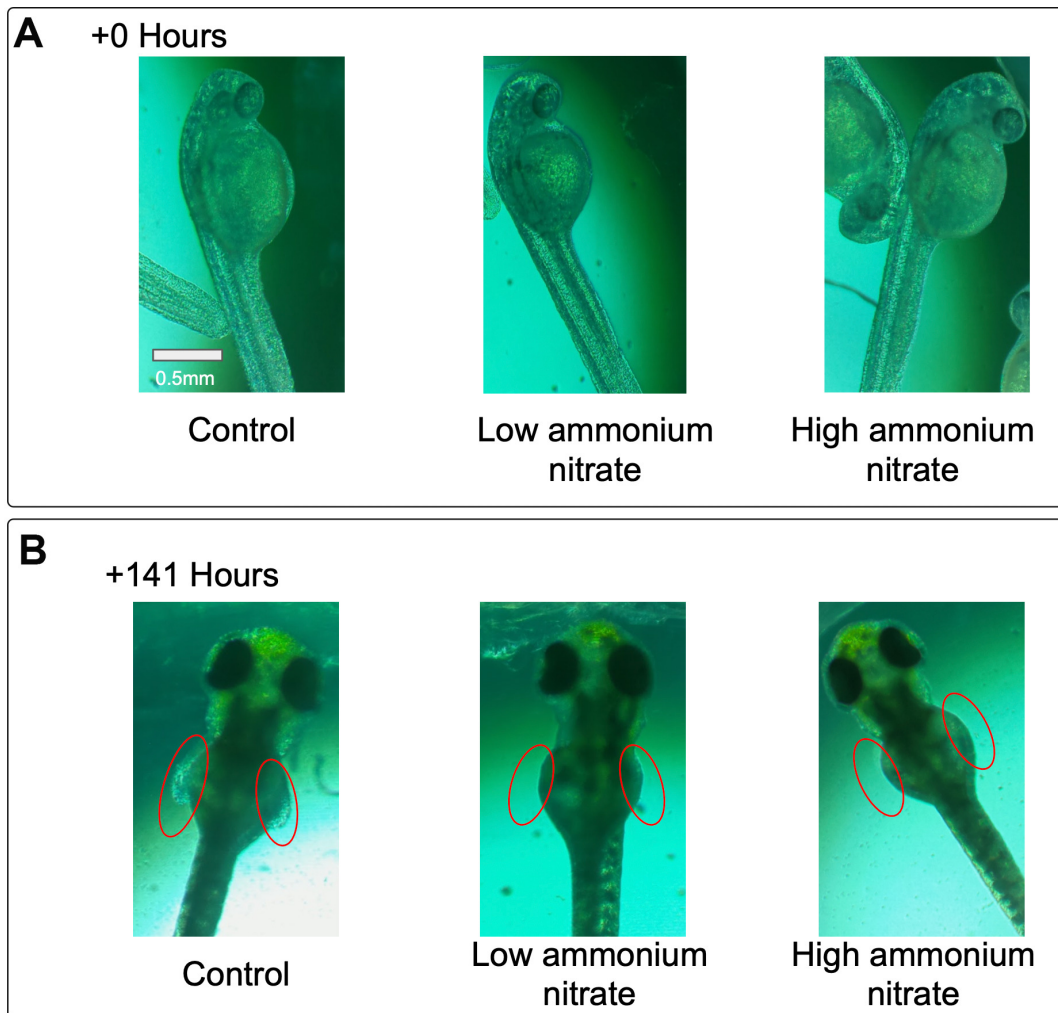 A
+0 Hours
0.5mm
Control
Low ammonium
nitrate
High ammonium
nitrate
B
+141 Hours
Control
Low ammonium
nitrate
High ammonium
nitrate